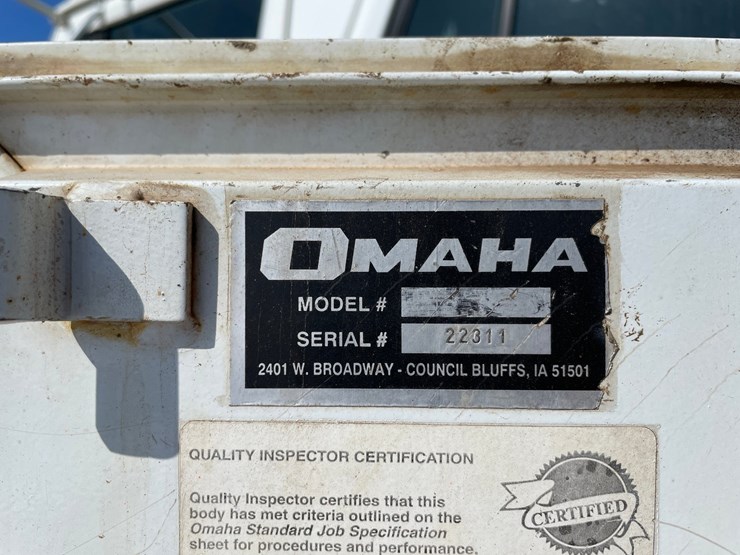 OMAHA
MODEL #
SERIAL # 22311
2401 W. BROADWAY - COUNCIL BLUFFS, IA 51501
QUALITY INSPECTOR CERTIFICATION
Quality Inspector certifies that this
body has met criteria outlined on the
Omaha Standard Job Specification
sheet for procedures and performance.
CERTIFIED